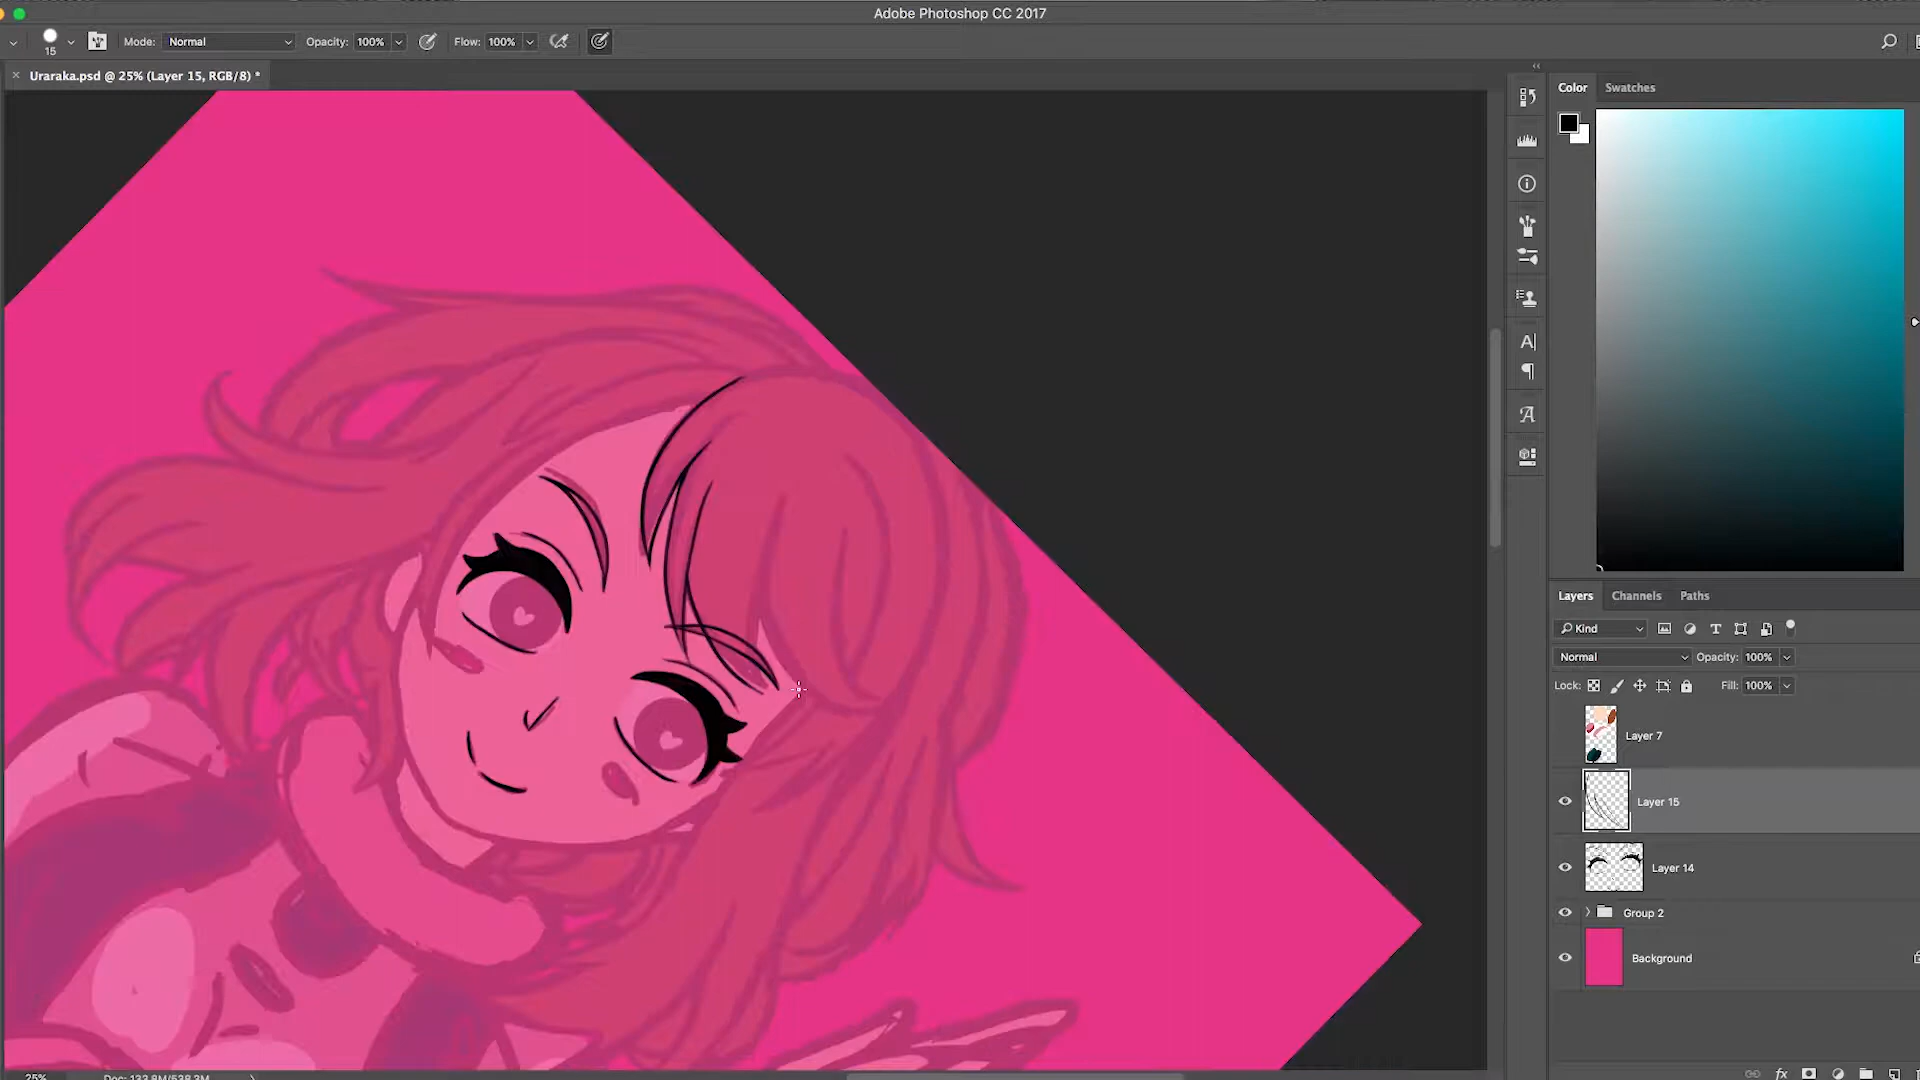 Adobe Photoshop CC 2017
15
Mode: Normal
Opacity: 100%
Flow: 100%
Uraraka.psd @ 25% (Layer 15, RGB/8) *
Color
Swatches
Layers
Channels
Paths
Kind
Normal
Opacity: 100%
Lock:
Fill: 100%
Layer 7
Layer 15
Layer 14
Group 2
Background
25%
Doc: 133.8M/538.3M